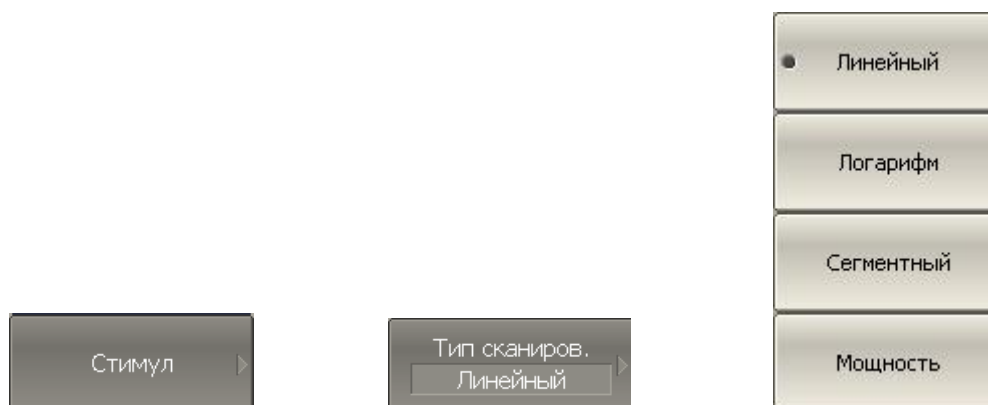 Линейный
Логарифм
Сегментный
Стимул
Тип сканиров.
Линейный
Мощность